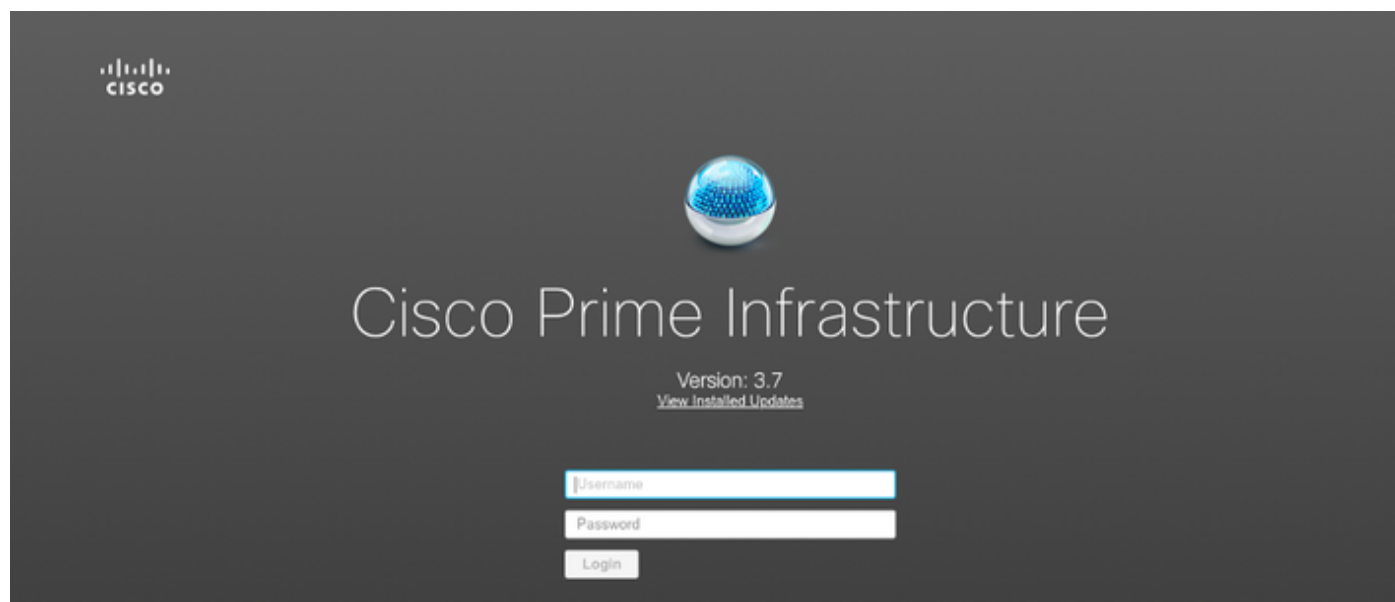 CISCO
Cisco Prime Infrastructure
Version: 3.7
View Installed Updates
Username
Password
Login